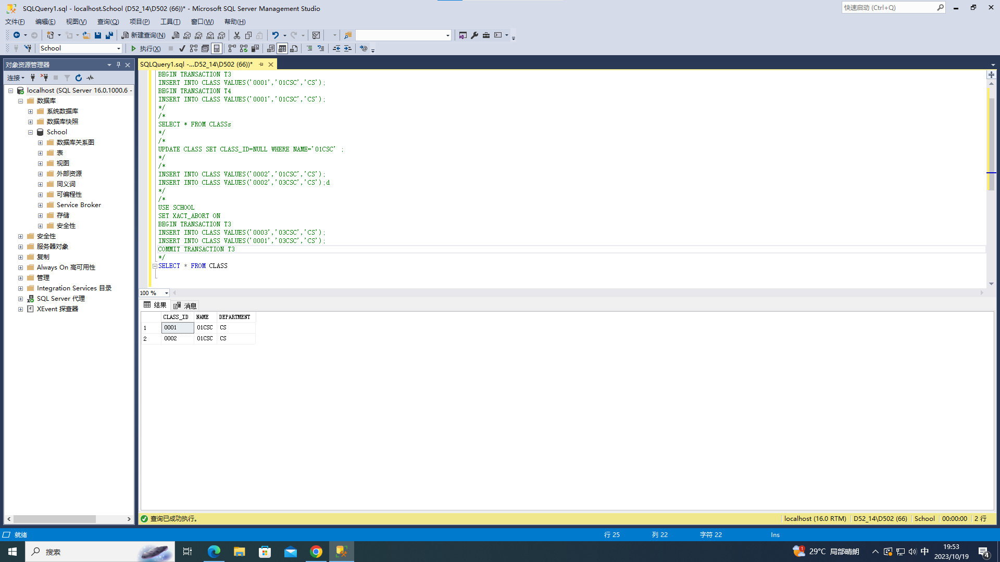 SQLQuery1.sql - localhost.School (D52_14\D502 (66))* - Microsoft SQL Server Management Studio
快速启动 (Ctrl+Q)
文件(F) 编辑(E) 视图(V) 查询(Q) 项目(P) 工具(T) 窗口(W) 帮助(H)
新建查询(N) MDX DMX XMLA DAX
School 执行(X)
对象资源管理器
SQLQuery1.sql -...D52_14\D502 (66))*
连接
localhost (SQL Server 16.0.1000.6 -
数据库
系统数据库
数据库快照
School
数据库关系图
表
视图
外部资源
同义词
可编程性
Service Broker
存储
安全性
安全性
服务器对象
复制
Always On 高可用性
管理
Integration Services 目录
SQL Server 代理
XEvent 探查器
BEGIN TRANSACTION T3
INSERT INTO CLASS VALUES('0001','01CSC','CS');
BEGIN TRANSACTION T4
INSERT INTO CLASS VALUES('0001','01CSC','CS');
*/
/*
SELECT * FROM CLASSs
*/
/*
UPDATE CLASS SET CLASS_ID=NULL WHERE NAME='01CSC' ;
*/
/*
INSERT INTO CLASS VALUES('0002','01CSC','CS');
INSERT INTO CLASS VALUES('0002','03CSC','CS');d
*/
/*
USE SCHOOL
SET XACT_ABORT ON
BEGIN TRANSACTION T3
INSERT INTO CLASS VALUES('0003','03CSC','CS');
INSERT INTO CLASS VALUES('0001','03CSC','CS');
COMMIT TRANSACTION T3
*/
SELECT * FROM CLASS
100 %
结果 消息
CLASS_ID NAME DEPARTMENT
1 0001 01CSC CS
2 0002 01CSC CS
查询已成功执行。
localhost (16.0 RTM) D52_14\D502 (66) School 00:00:00 2 行
就绪
行 25 列 22 字符 22 Ins
搜索
1 29°C 局部晴朗
中
19:53
2023/10/19
4